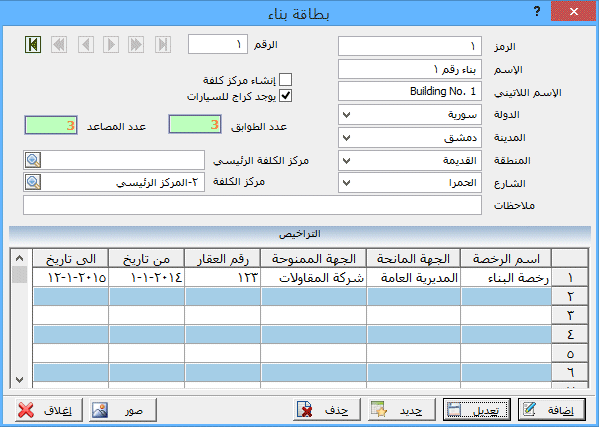 بطاقة بناء
?
الرمز ١
الرقم ١
الإسم بناء رقم ١
إنشاء مركز كلفة
الإسم اللاتيني Building No. 1
يوجد كراج للسيارات
الدولة سورية
عدد الطوابق 3 عدد المصاعد 3
المدينة دمشق
المنطقة القديمة
مركز الكلفة الرئيسي
الشارع الحمرا
مركز الكلفة ٢-المركز الرئيسي
ملاحظات
التراخيص
اسم الرخصة الجهة المانحة الجهة الممنوحة رقم العقار من تاريخ الى تاريخ
١ رخصة البناء المديرية العامة شركة المقاولات ١٢٣ ١-١-٢٠١٤ ١٢-١-٢٠١٥
٢
٣
٤
٥
٦
إضافة تعديل جديد حذف صور إغلاق